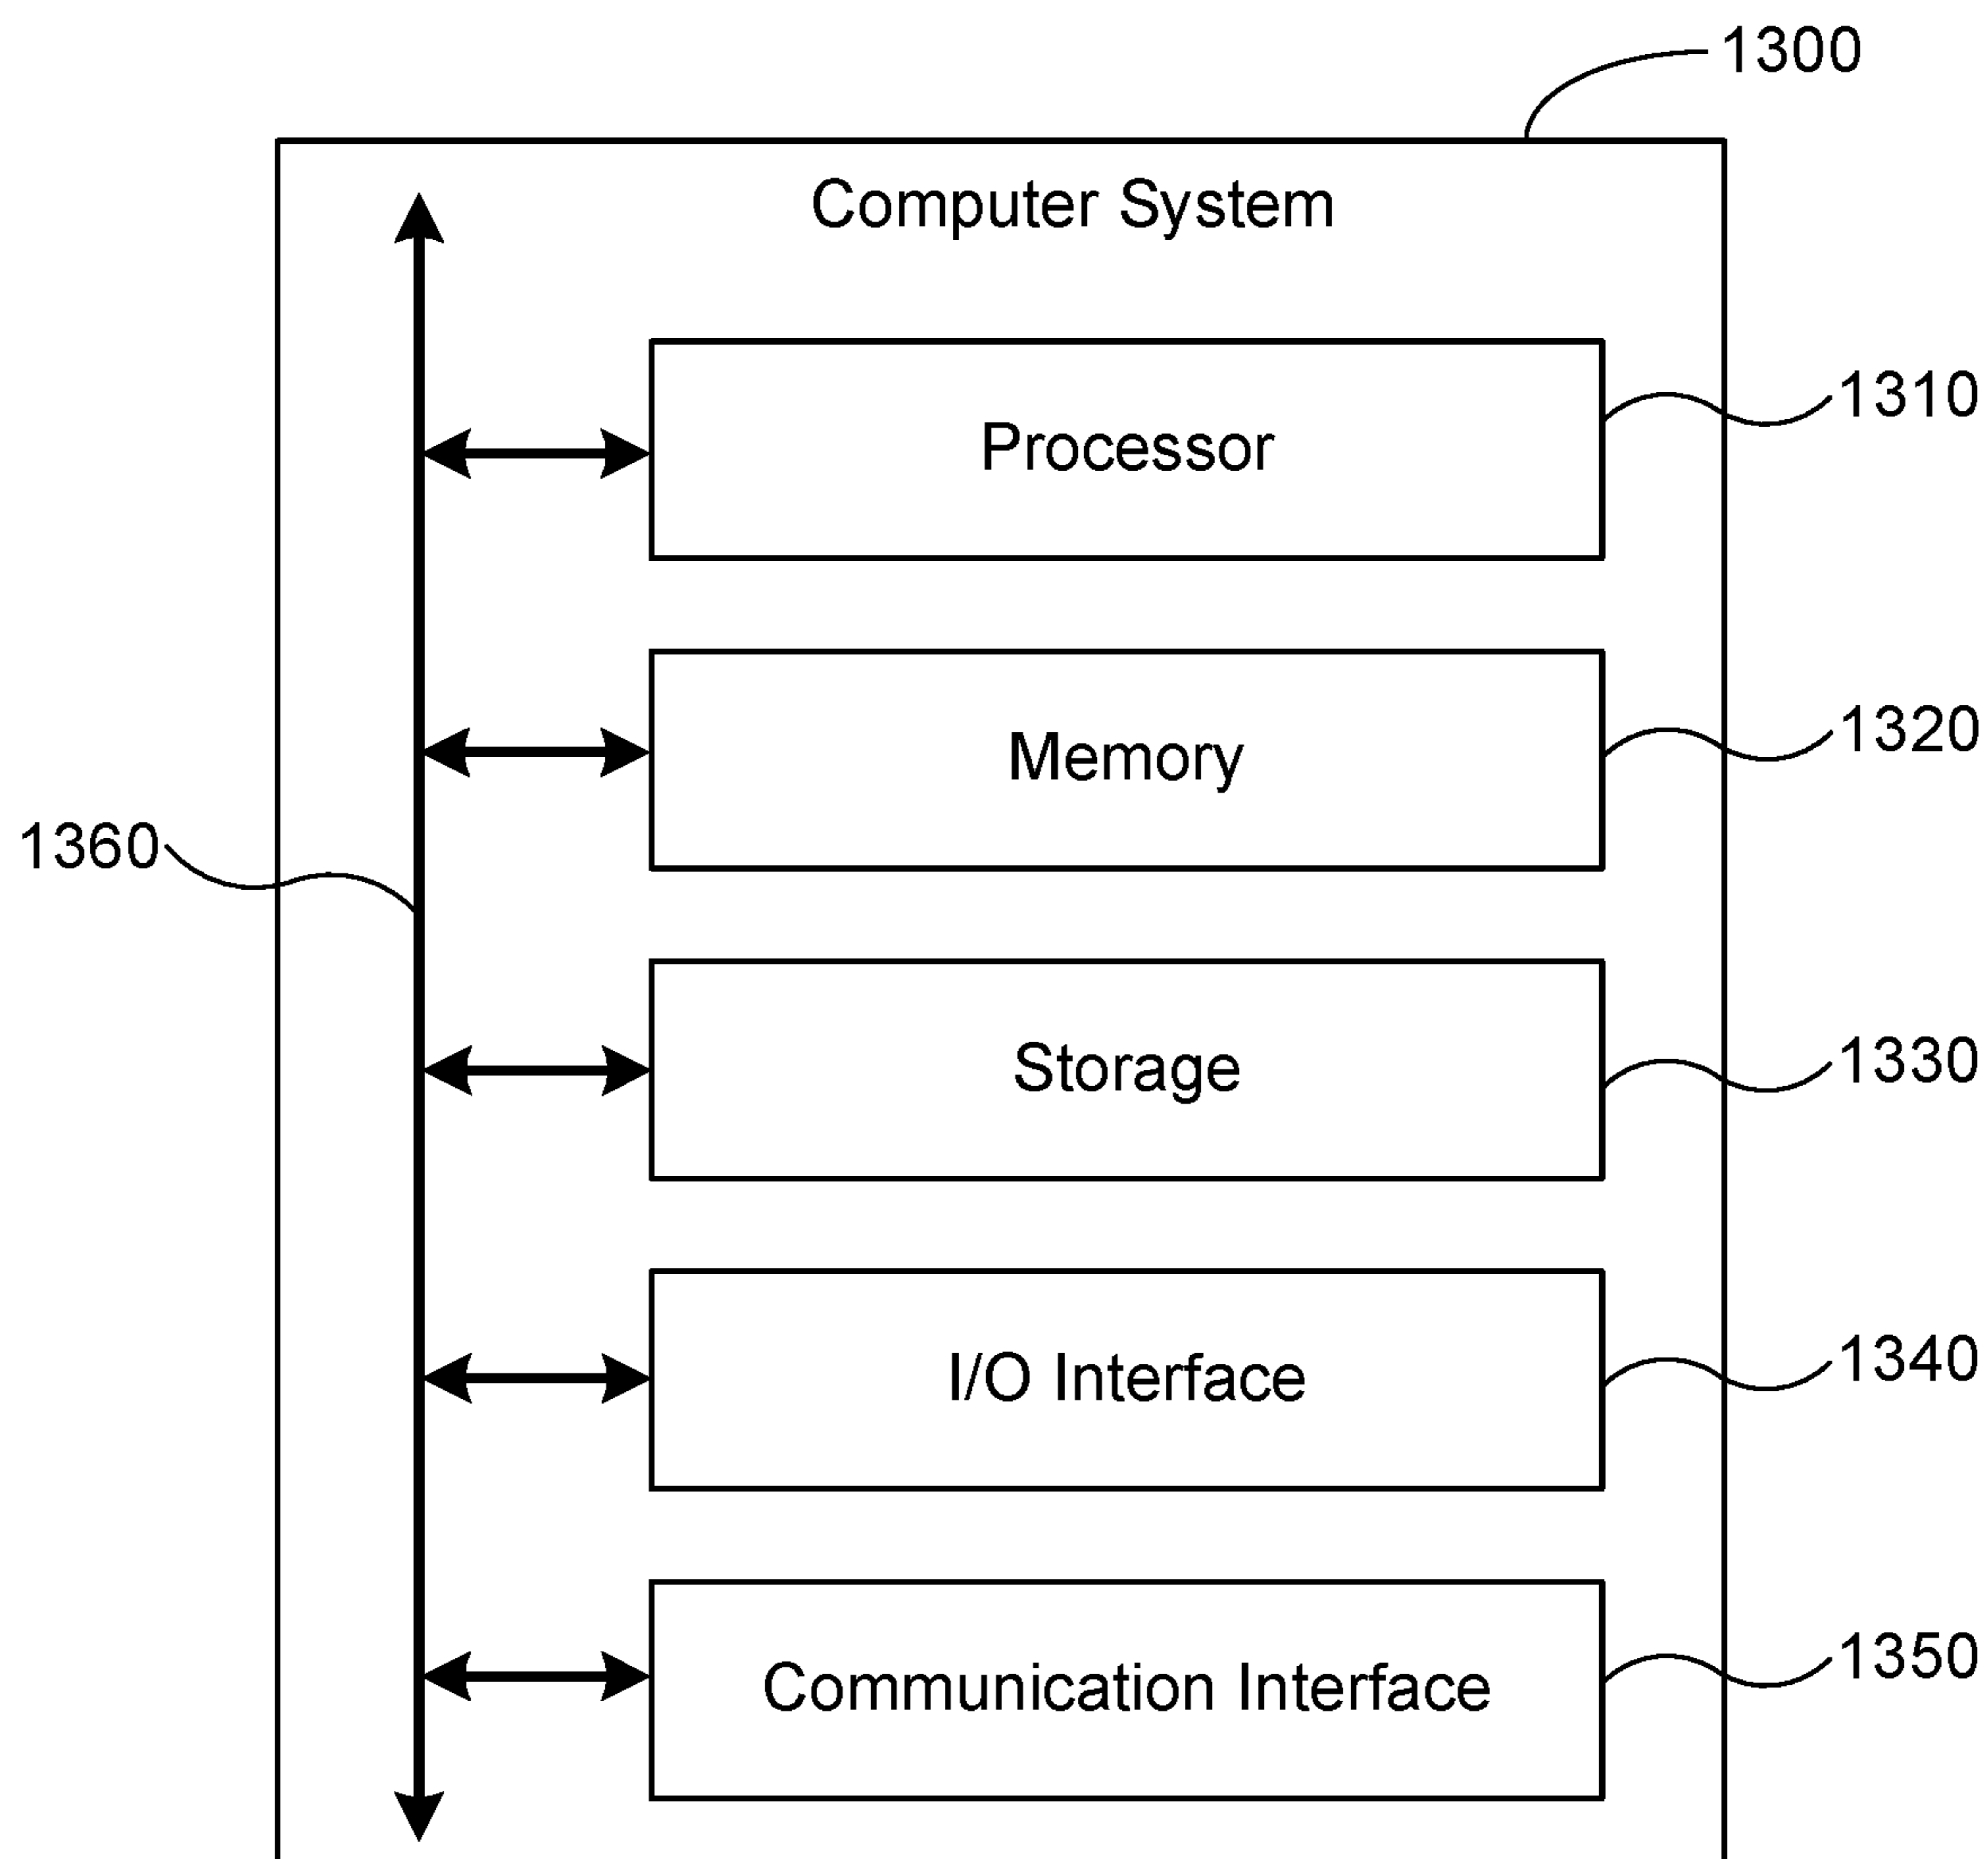 1300
Computer System
1310
Processor
1320
Memory
1360
1330
Storage
1340
I/O Interface
1350
Communication Interface